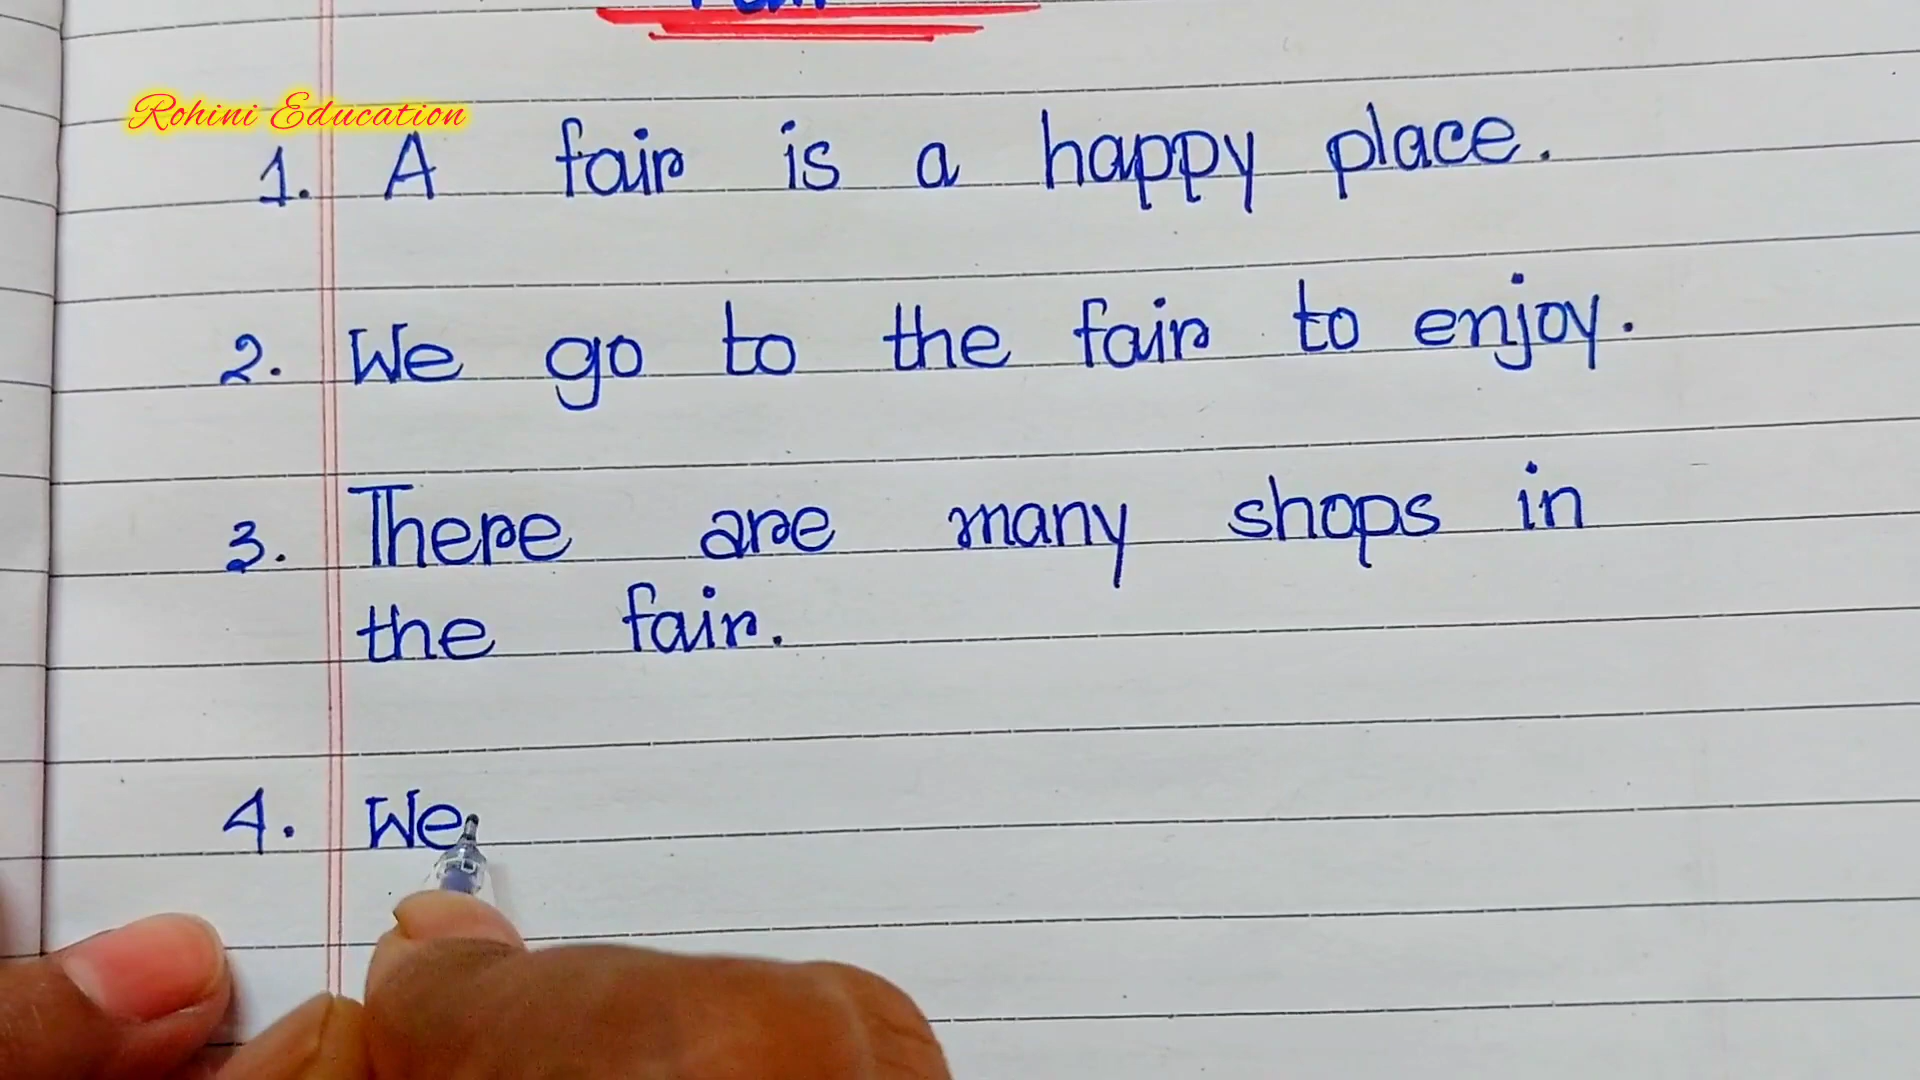 Rohini Education
1. A fair is a happy place.
2. We go to the fair to enjoy.
3. There are many shops in
the fair.
4. We